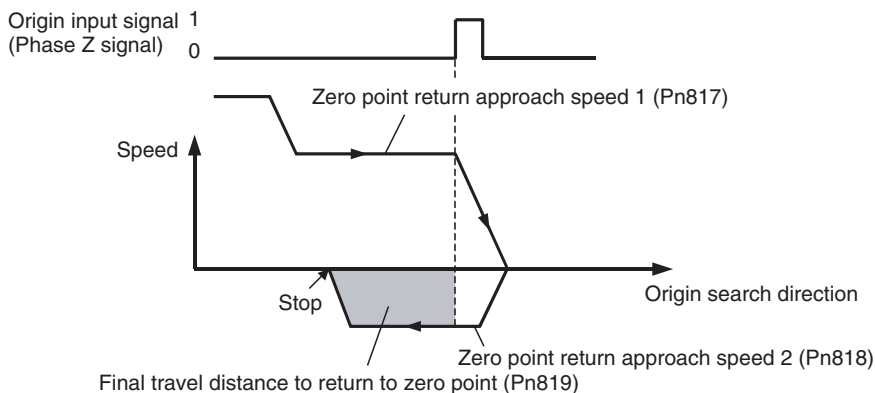 Origin input signal 1
(Phase Z signal) 0
Zero point return approach speed 1 (Pn817)
Speed
Stop
Origin search direction
Zero point return approach speed 2 (Pn818)
Final travel distance to return to zero point (Pn819)